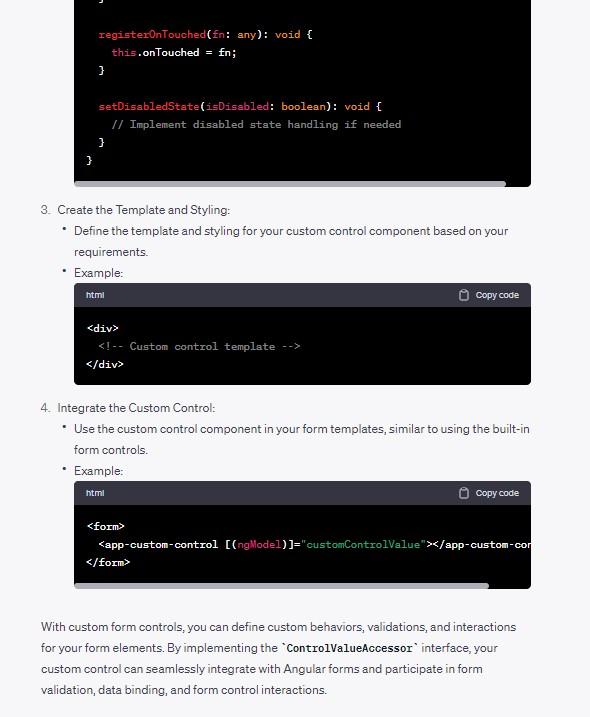 registerOnTouched(fn: any): void {
this.onTouched = fn;
}
setDisabledState(isDisabled: boolean): void {
// Implement disabled state handling if needed
}
}
3. Create the Template and Styling:
• Define the template and styling for your custom control component based on your
requirements.
• Example:
html Copy code
<div>
<!-- Custom control template -->
</div>
4. Integrate the Custom Control:
• Use the custom control component in your form templates, similar to using the built-in
form controls.
• Example:
html Copy code
<form>
<app-custom-control [(ngModel)]="customControlValue"></app-custom-cor
</form>
With custom form controls, you can define custom behaviors, validations, and interactions
for your form elements. By implementing the `ControlValueAccessor` interface, your
custom control can seamlessly integrate with Angular forms and participate in form
validation, data binding, and form control interactions.